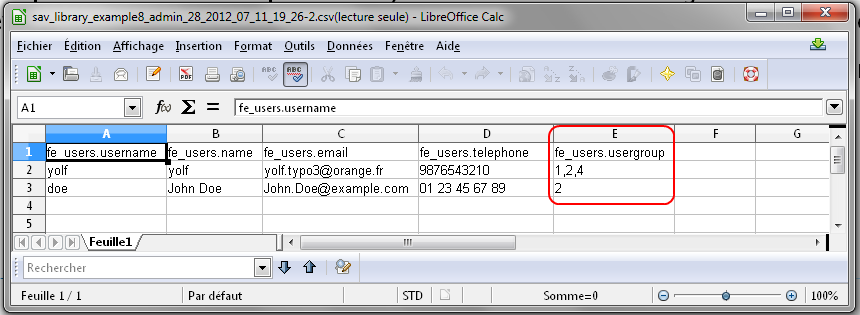 sav_library_example8_admin_28_2012_07_11_19_26-2.csv(lecture seule) - LibreOffice Calc
Fichier Édition Affichage Insertion Format Outils Données Fenêtre Aide
A1 fe_users.username
A B C D E F G
1 fe_users.username fe_users.name fe_users.email fe_users.telephone fe_users.usergroup
2 yolf yolf yolf.typo3@orange.fr 9876543210 1,2,4
3 doe John Doe John.Doe@example.com 01 23 45 67 89 2
4
5
Feuille1
Rechercher
Feuille 1 / 1 Par défaut STD Somme=0 100%